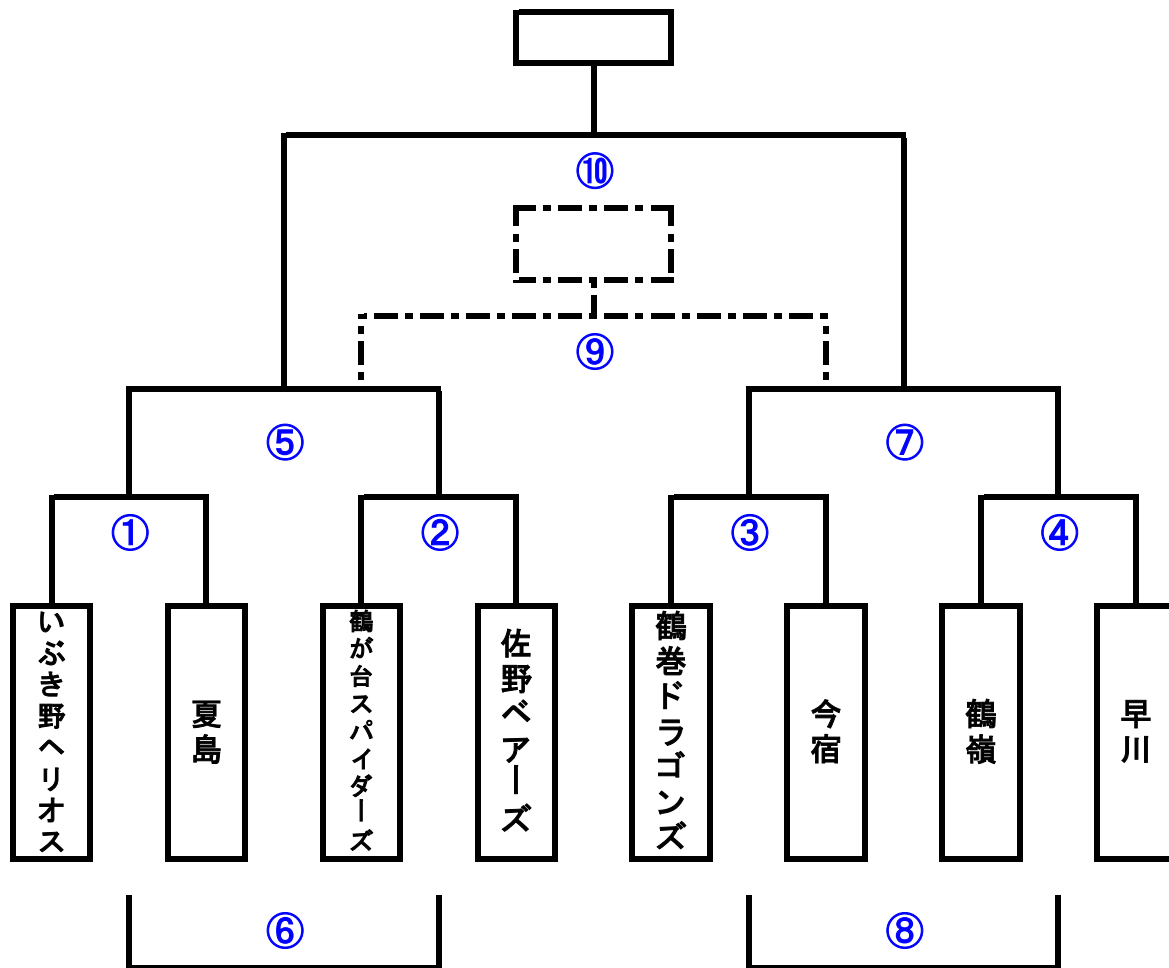 ⑩
⑨
⑤
⑦
①
②
③
④
いぶき野ヘリオス
夏島
鶴が台スパイダーズ
佐野ベアーズ
鶴巻ドラゴンズ
今宿
鶴嶺
早川
⑥
⑧